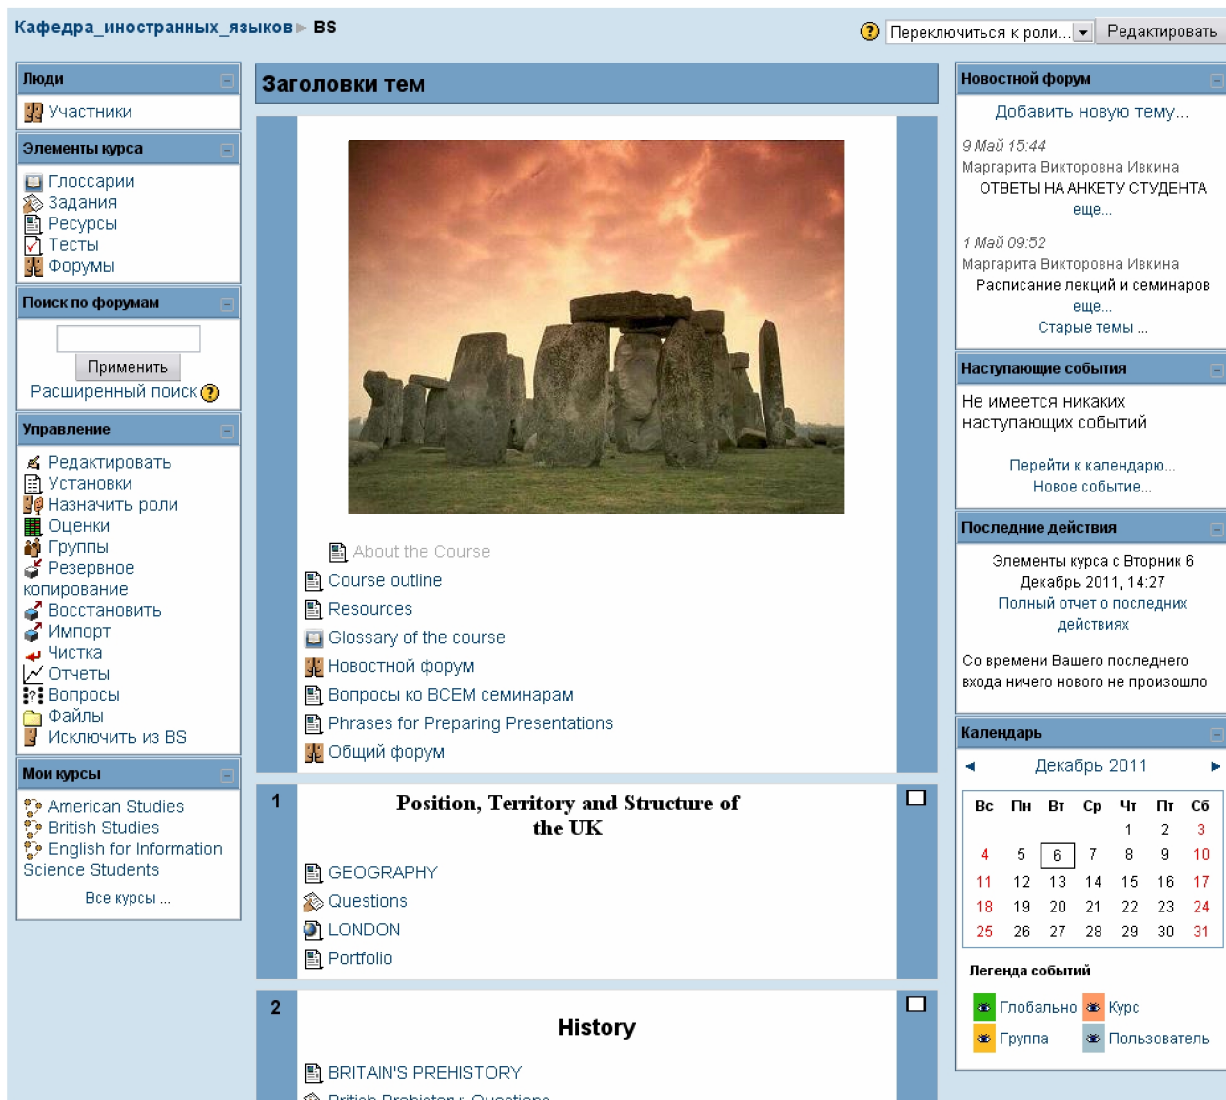 Кафедра_иностранных_языков ► BS
Переключиться к роли...
Редактировать
Люди
Участники
Элементы курса
Глоссарии
Задания
Ресурсы
Тесты
Форумы
Поиск по форумам
Применить
Расширенный поиск
Управление
Редактировать
Установки
Назначить роли
Оценки
Группы
Резервное
копирование
Восстановить
Импорт
Чистка
Отчеты
Вопросы
Файлы
Исключить из BS
Мои курсы
American Studies
British Studies
English for Information
Science Students
Все курсы ...
Заголовки тем
About the Course
Course outline
Resources
Glossary of the course
Новостной форум
Вопросы ко ВСЕМ семинарам
Phrases for Preparing Presentations
Общий форум
1
Position, Territory and Structure of
the UK
GEOGRAPHY
Questions
LONDON
Portfolio
2
History
BRITAIN'S PREHISTORY
British Prehistory. Questions
Новостной форум
Добавить новую тему...
9 Май 15:44
Маргарита Викторовна Ивкина
ОТВЕТЫ НА АНКЕТУ СТУДЕНТА
еще...
1 Май 09:52
Маргарита Викторовна Ивкина
Расписание лекций и семинаров
еще...
Старые темы ...
Наступающие события
Не имеется никаких
наступающих событий
Перейти к календарю...
Новое событие...
Последние действия
Элементы курса с Вторник 6
Декабрь 2011, 14:27
Полный отчет о последних
действиях
Со времени Вашего последнего
входа ничего нового не произошло
Календарь
◄ Декабрь 2011 ►
Вс Пн Вт Ср Чт Пт Сб
1 2 3
4 5 6 7 8 9 10
11 12 13 14 15 16 17
18 19 20 21 22 23 24
25 26 27 28 29 30 31
Легенда событий
Глобально Курс
Группа Пользователь